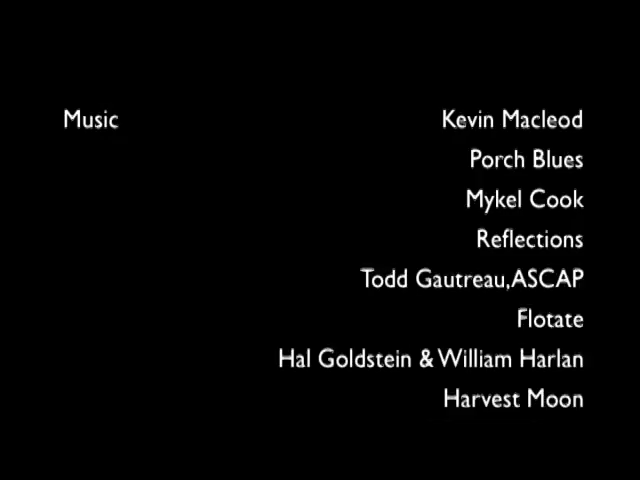 Music Kevin Macleod
Porch Blues
Mykel Cook
Reflections
Todd Gautreau,ASCAP
Flotate
Hal Goldstein & William Harlan
Harvest Moon